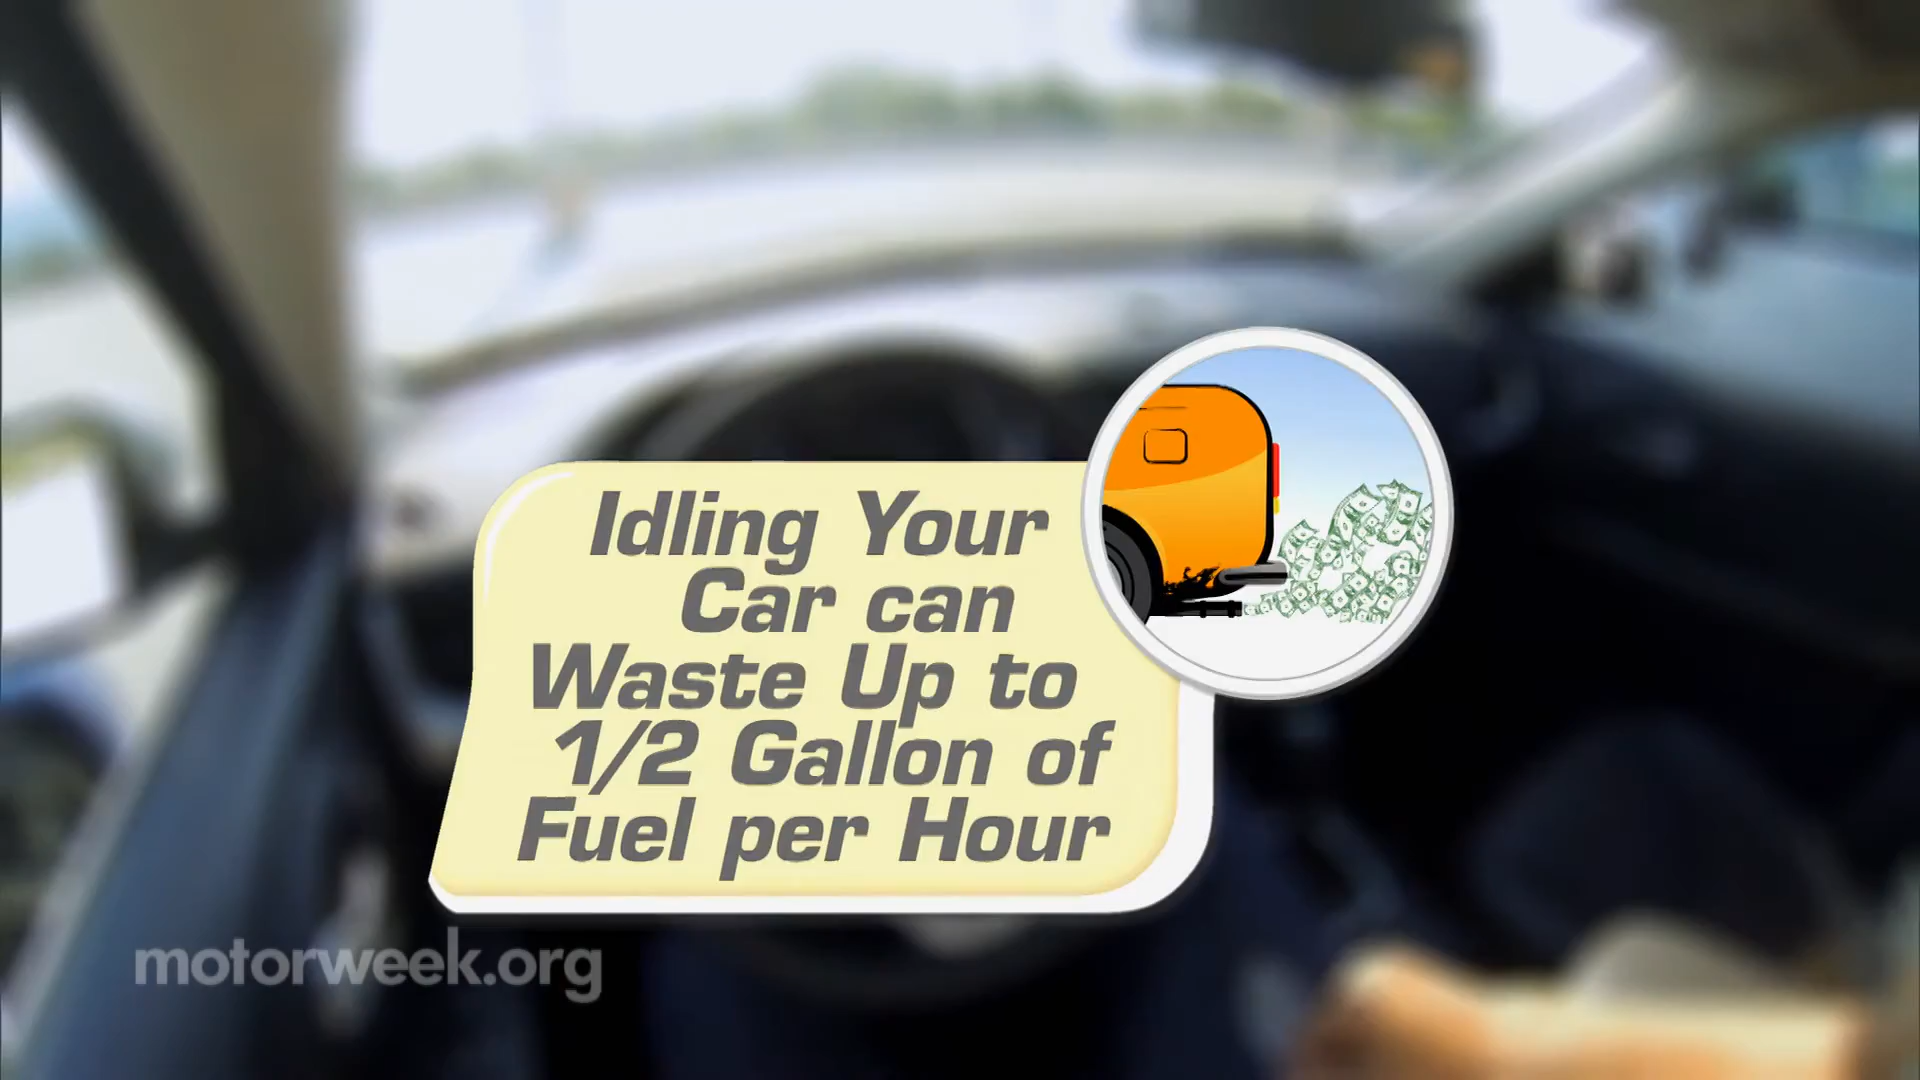 Idling Your
Car can
Waste Up to
1/2 Gallon of
Fuel per Hour
motorweek.org